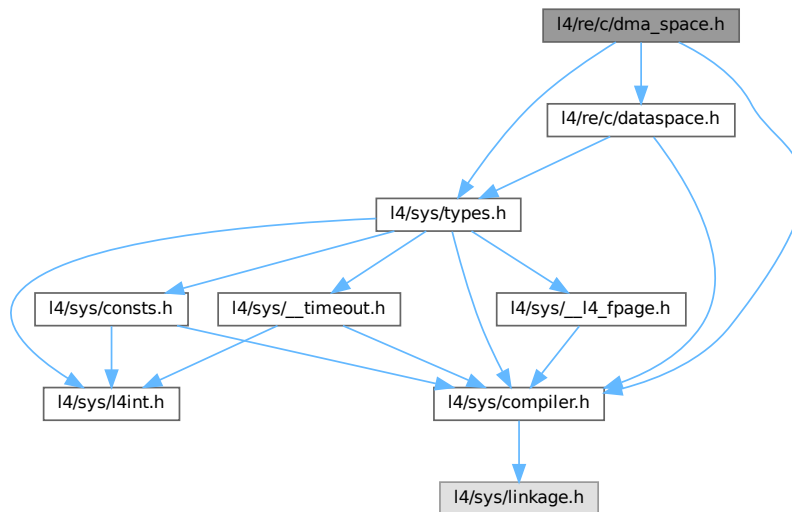 l4/re/c/dma_space.h
l4/re/c/dataspace.h
l4/sys/types.h
l4/sys/consts.h
l4/sys/__timeout.h
l4/sys/__l4_fpage.h
l4/sys/l4int.h
l4/sys/compiler.h
l4/sys/linkage.h